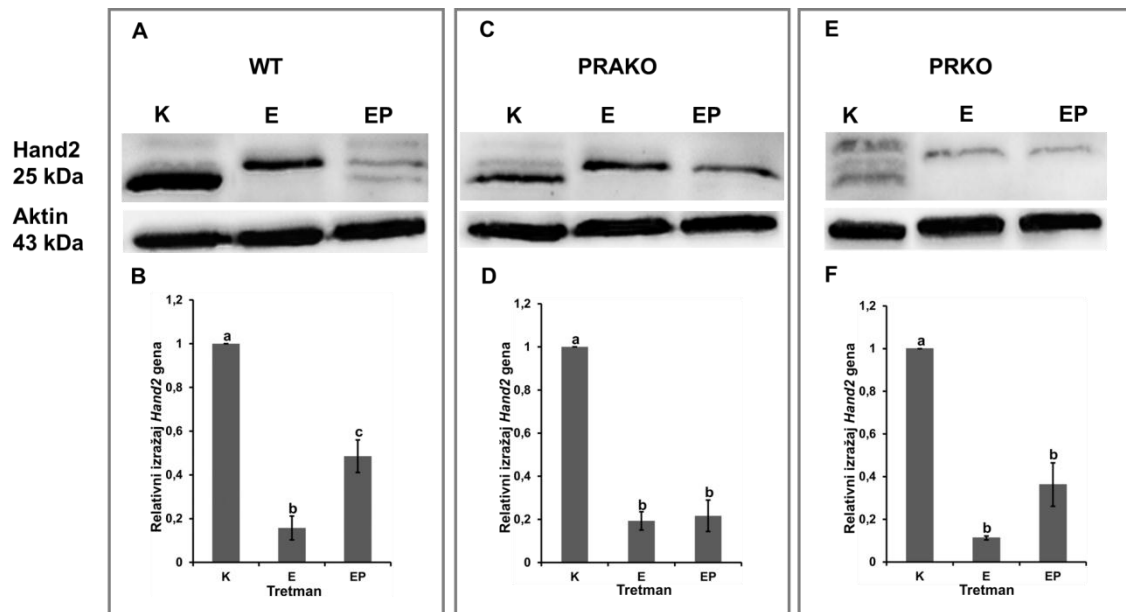 A
WT
K E EP
C
PRAKO
K E EP
E
PRKO
K E EP
Hand2
25 kDa
Aktin
43 kDa
B
Relativni izražaj Hand2 gena
1,2
1
0,8
0,6
0,4
0,2
0
a
b
c
K E EP
Tretman
D
Relativni izražaj Hand2 gena
1,2
1
0,8
0,6
0,4
0,2
0
a
b
b
K E EP
Tretman
F
Relativni izražaj Hand2 gena
1,2
1
0,8
0,6
0,4
0,2
0
a
b
b
K E EP
Tretman